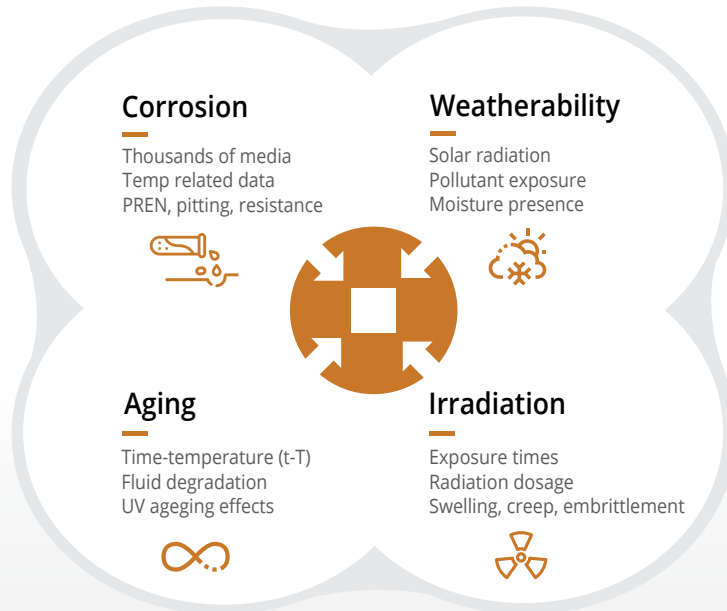 Corrosion
Thousands of media
Temp related data
PREN, pitting, resistance
Weatherability
Solar radiation
Pollutant exposure
Moisture presence
Aging
Time-temperature (t-T)
Fluid degradation
UV ageging effects
Irradiation
Exposure times
Radiation dosage
Swelling, creep, embrittlement